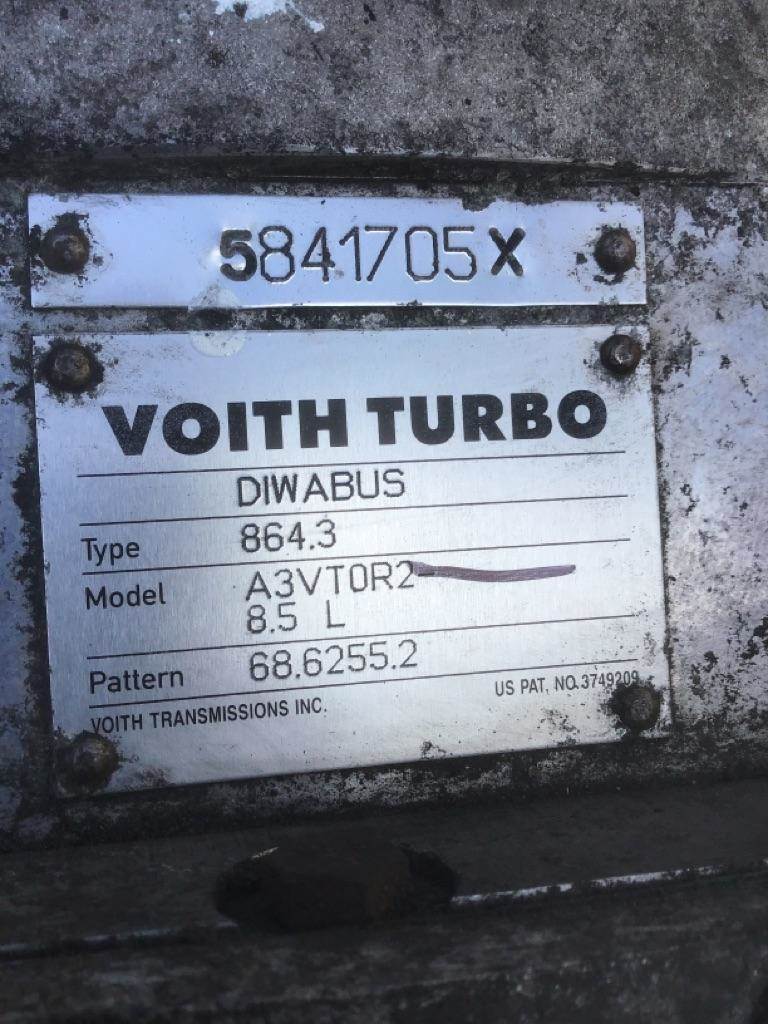 5841705X
VOITH TURBO
DIWABUS
Type 864.3
Model A3VTOR2-
8.5 L
Pattern 68.6255.2
VOITH TRANSMISSIONS INC. US PAT, NO. 3749209